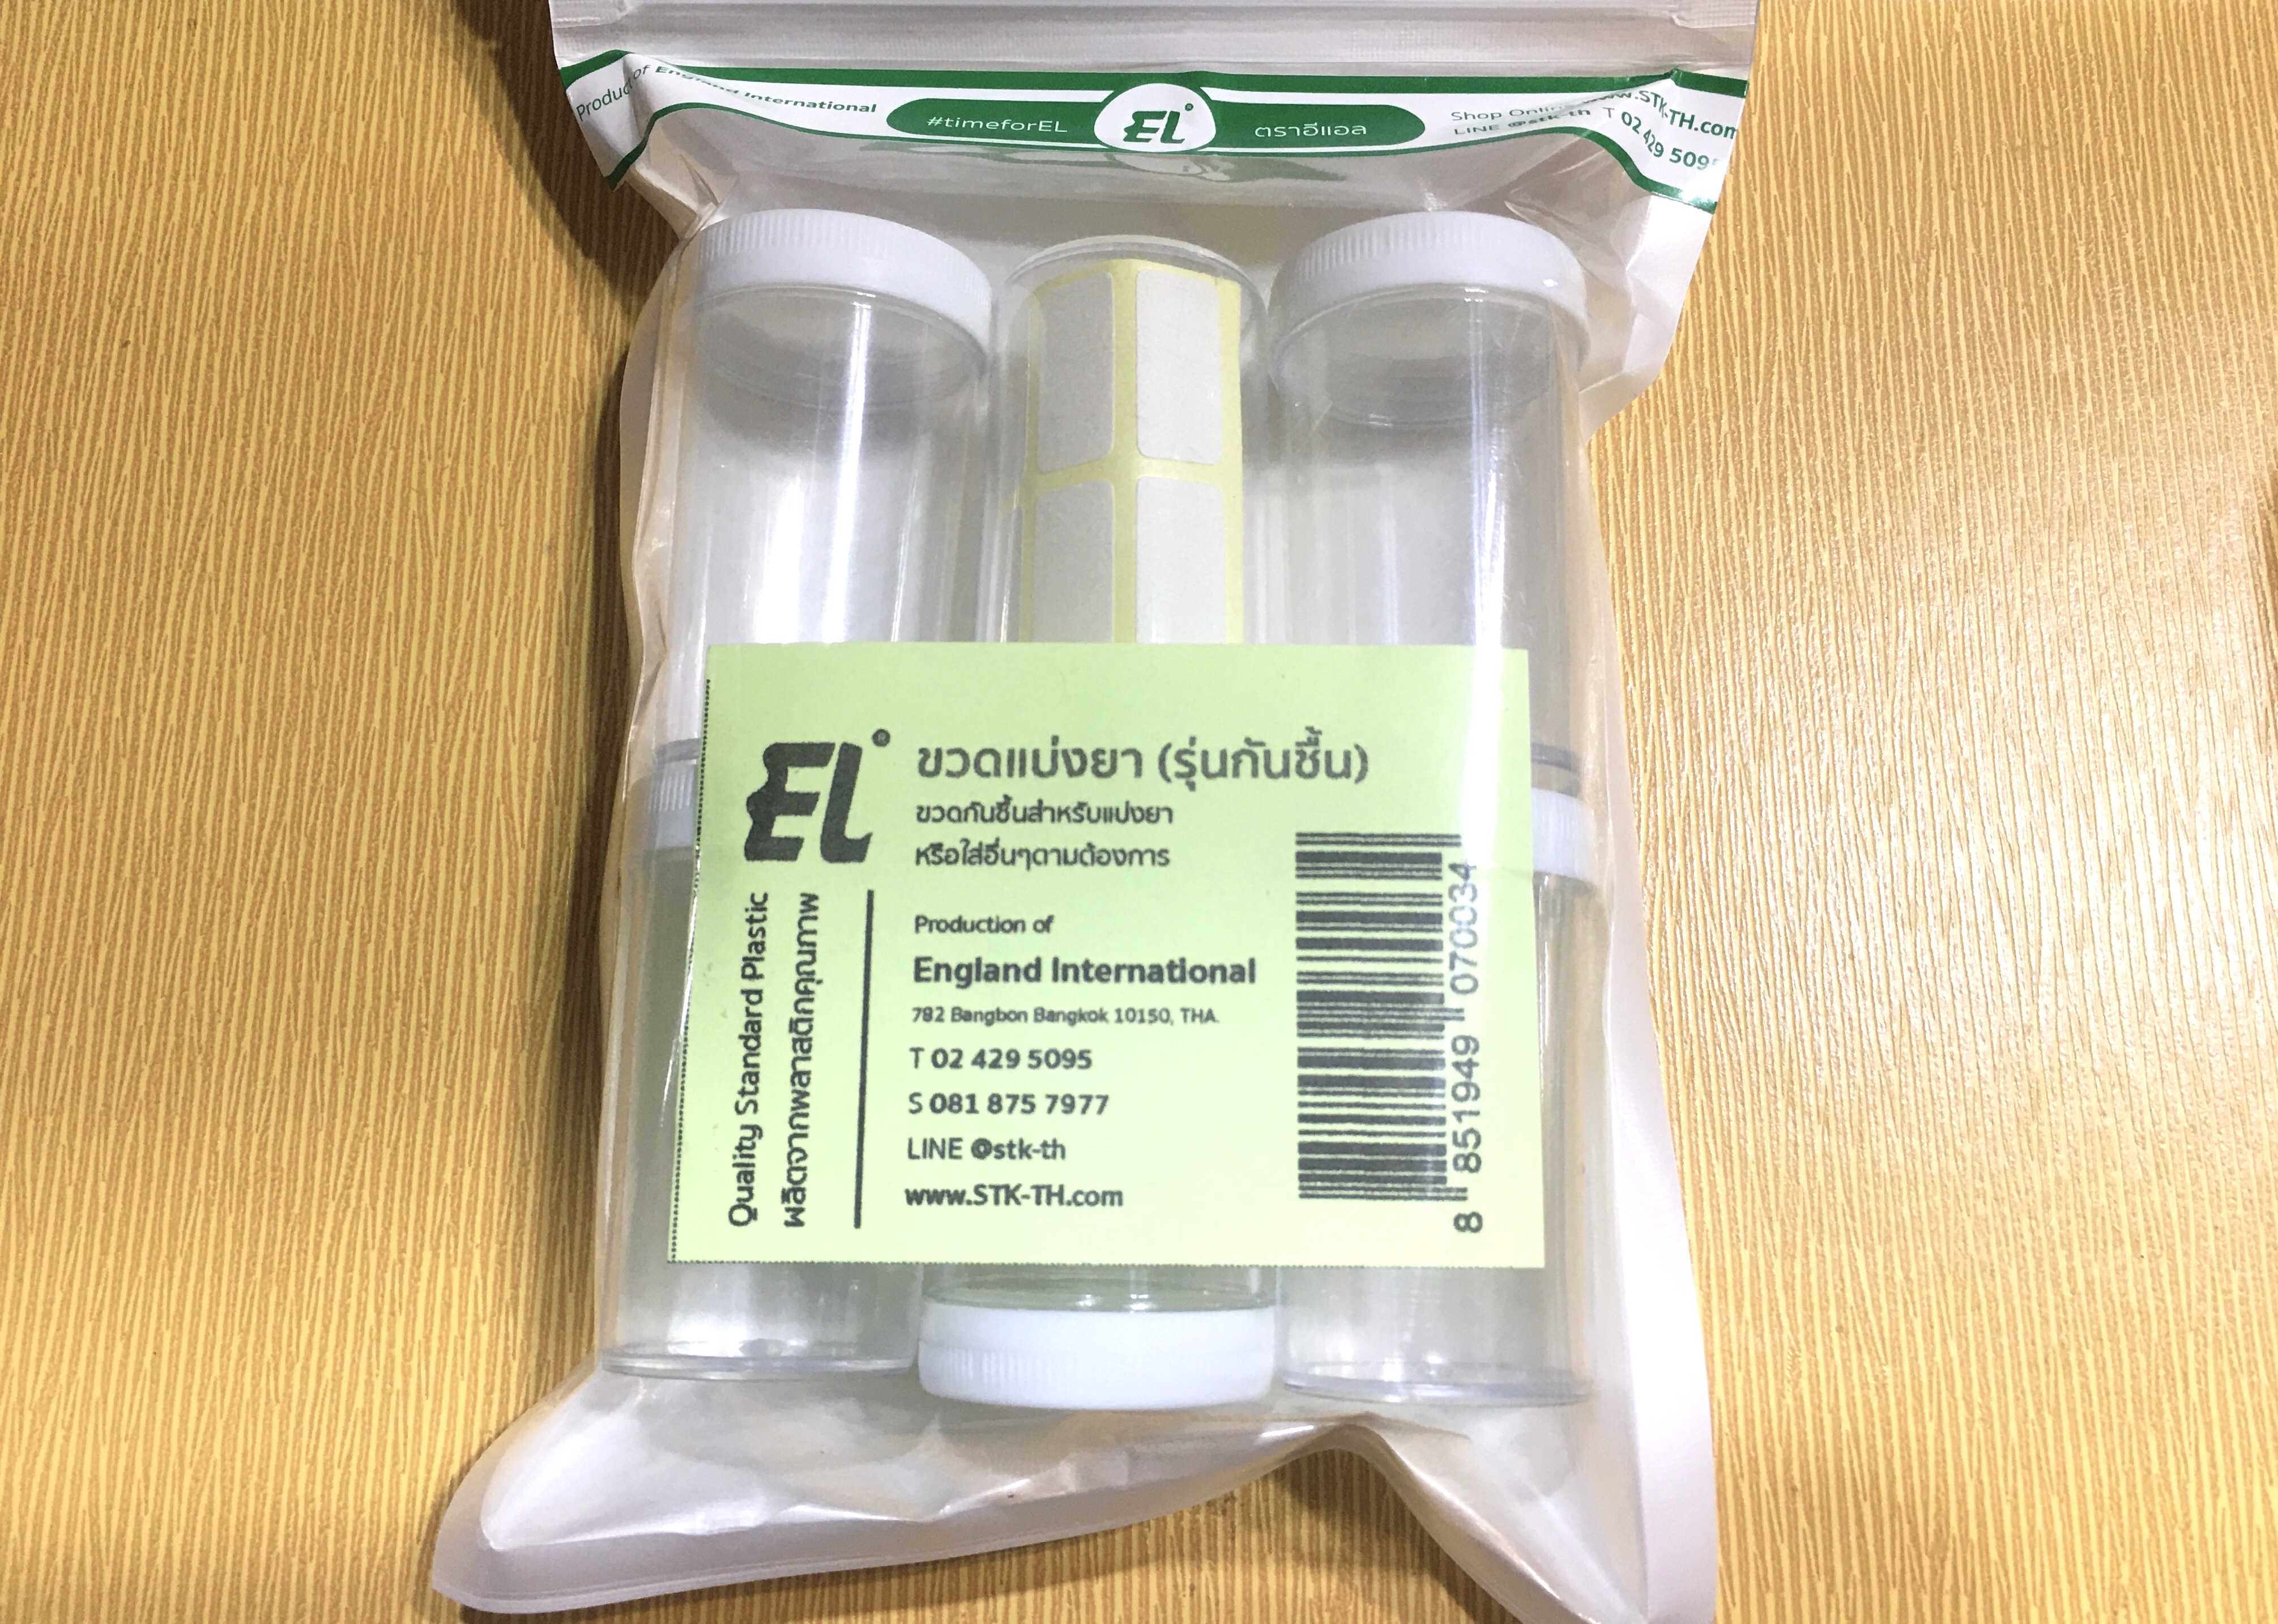 Product of England International
#timeforEL
EL
ตราอีแอล
Shop Online www.STK-TH.com
LINE @stk-th T 02 429 5095
EL
ขวดแบ่งยา (รุ่นกันชื้น)
ขวดกันชื้นสำหรับแบ่งยา
หรือใส่อื่นๆตามต้องการ
Quality Standard Plastic
ผลิตจากพลาสติกคุณภาพ
Production of
England International
792 Bangbon Bangkok 10150, THA.
T 02 429 5095
S 081 875 7977
LINE @stk-th
www.STK-TH.com
8 851949 070034